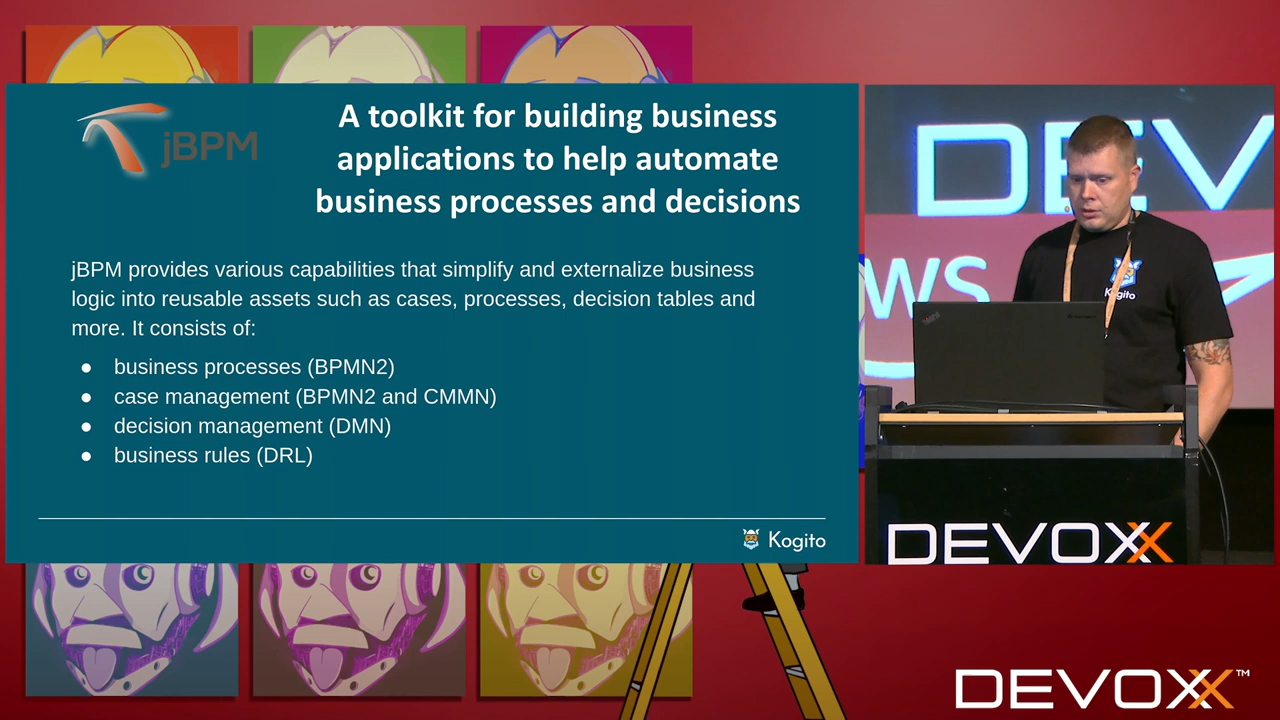 jBPM
A toolkit for building business
applications to help automate
business processes and decisions
jBPM provides various capabilities that simplify and externalize business
logic into reusable assets such as cases, processes, decision tables and
more. It consists of:
● business processes (BPMN2)
● case management (BPMN2 and CMMN)
● decision management (DMN)
● business rules (DRL)
Kogito
DEV
WS
Kogito
DEVOXX
DEVOXX™